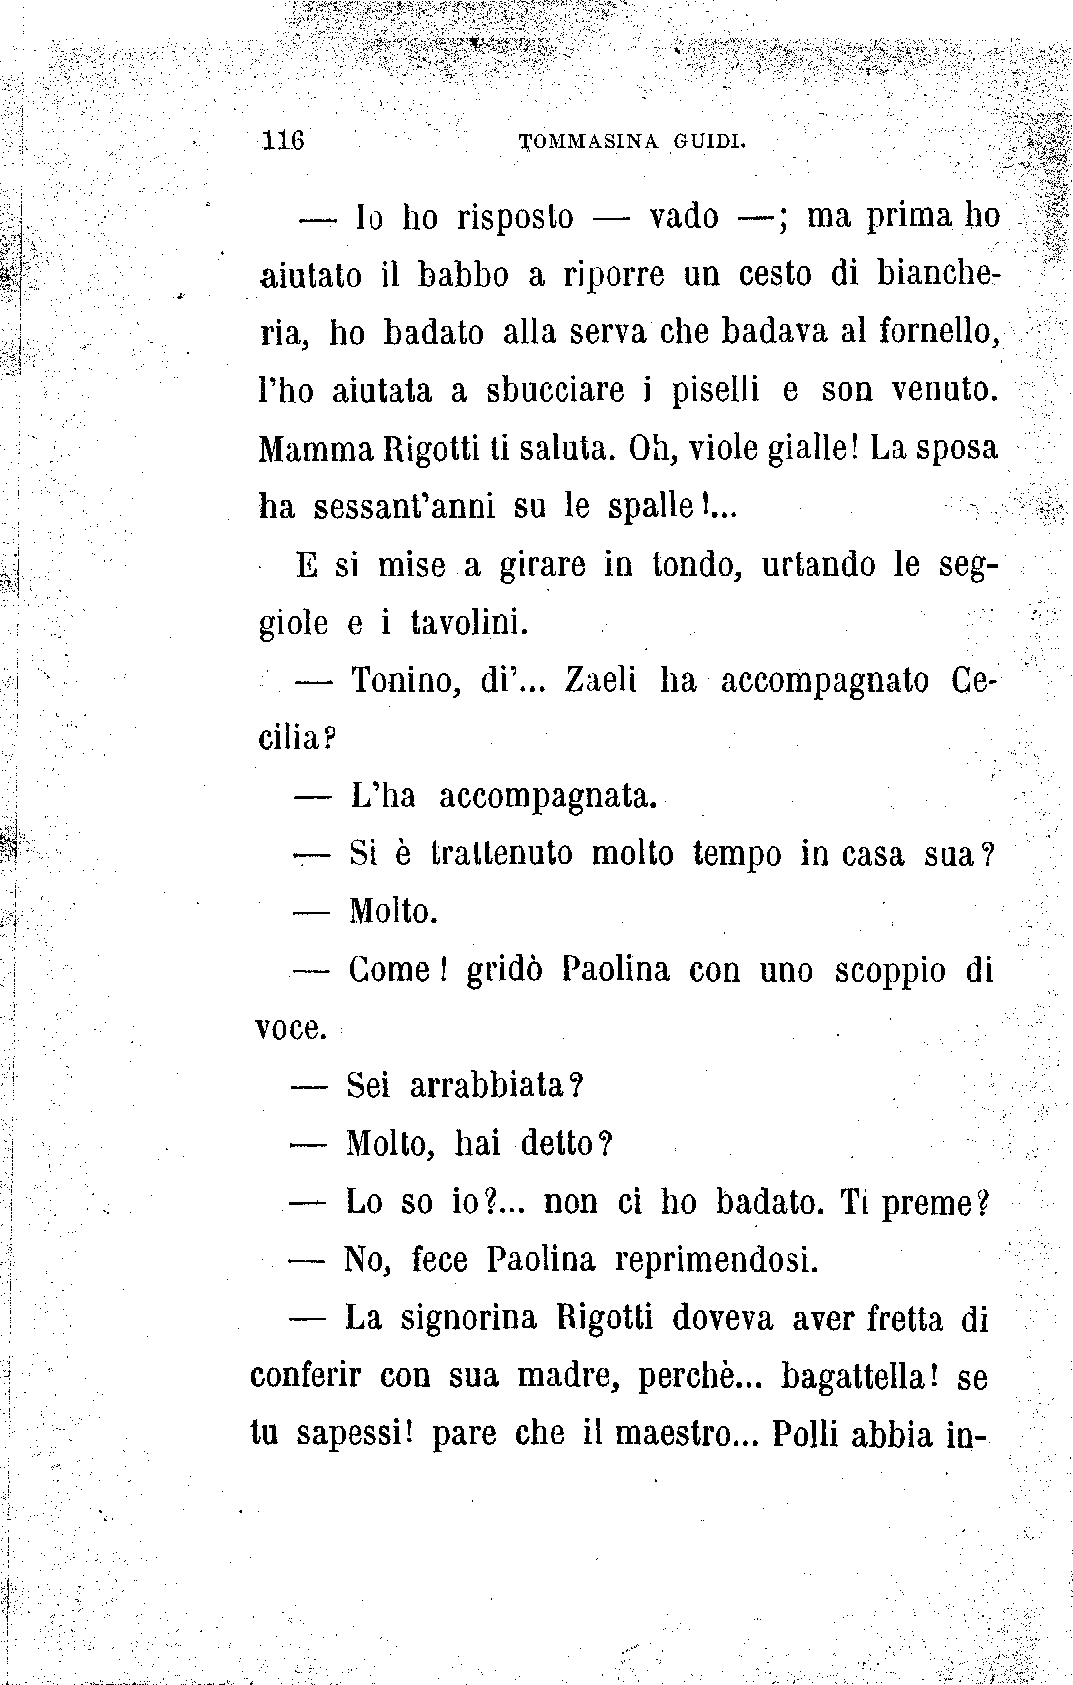 116 TOMMASINA GUIDI.
— Io ho risposto — vado —; ma prima ho
aiutato il babbo a riporre un cesto di bianche-
ria, ho badato alla serva che badava al fornello,
l'ho aiutata a sbucciare i piselli e son venuto.
Mamma Rigotti ti saluta. Oh, viole gialle! La sposa
ha sessant'anni su le spalle!...
E si mise a girare in tondo, urtando le seg-
giole e i tavolini.
— Tonino, di'... Zaeli ha accompagnato Ce-
cilia?
— L'ha accompagnata.
— Si è trattenuto molto tempo in casa sua?
— Molto.
— Come! gridò Paolina con uno scoppio di
voce.
— Sei arrabbiata?
— Molto, hai detto?
— Lo so io?... non ci ho badato. Ti preme?
— No, fece Paolina reprimendosi.
— La signorina Rigotti doveva aver fretta di
conferir con sua madre, perchè... bagattella! se
tu sapessi! pare che il maestro... Polli abbia in-